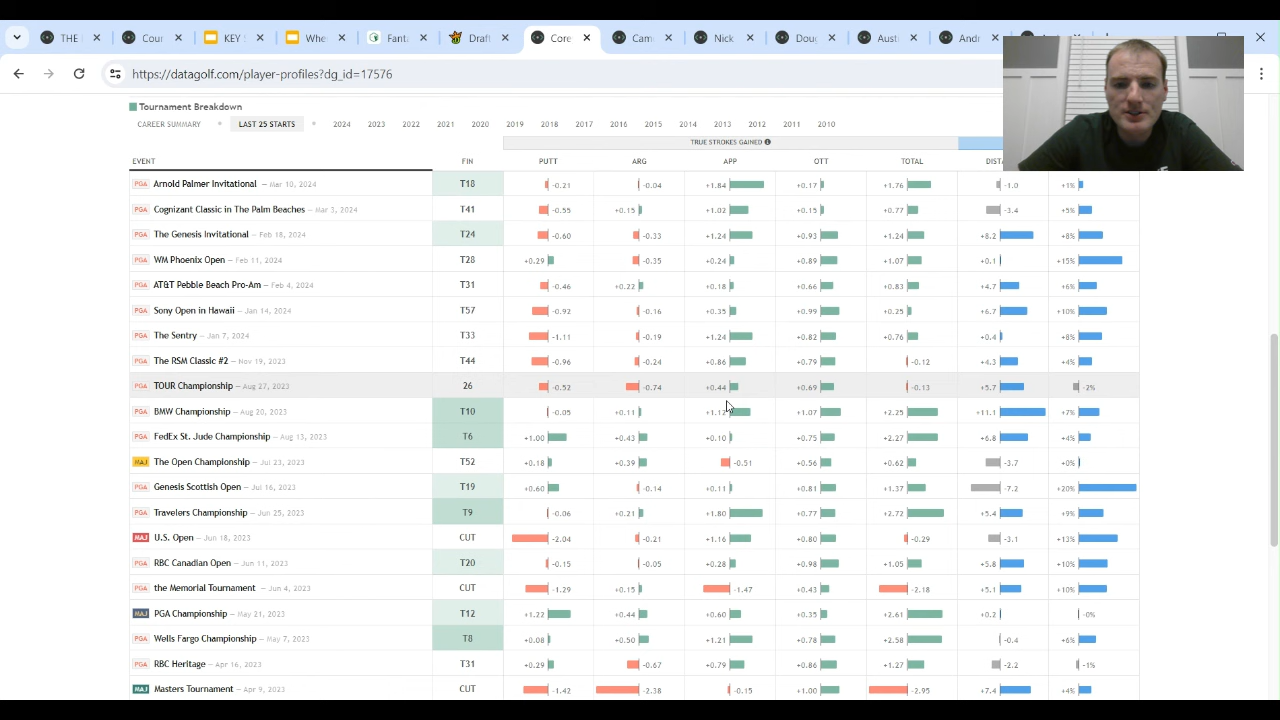 THE
Cour
KEY
Whe
Fant
Draft
Core
Cam
Nick
Doug
Aust
Andr
https://datagolf.com/player-profiles?dg_id=17576
Tournament Breakdown
CAREER SUMMARY LAST 25 STARTS 2024 2023 2022 2021 2020 2019 2018 2017 2016 2015 2014 2013 2012 2011 2010
TRUE STROKES GAINED
EVENT FIN PUTT ARG APP OTT TOTAL
PGA Arnold Palmer Invitational — Mar 10, 2024 T18 -0.21 -0.04 +1.84 +0.17 +1.76 -1.0 +1%
PGA Cognizant Classic in The Palm Beaches — Mar 3, 2024 T41 -0.55 +0.15 +1.02 +0.15 +0.77 -3.4 +5%
PGA The Genesis Invitational — Feb 18, 2024 T24 -0.60 -0.33 +1.24 +0.93 +1.24 +8.2 +8%
PGA WM Phoenix Open — Feb 11, 2024 T28 +0.29 -0.35 +0.24 +0.89 +1.07 +0.1 +15%
PGA AT&T Pebble Beach Pro-Am — Feb 4, 2024 T31 -0.46 +0.22 +0.18 +0.66 +0.83 +4.7 +6%
PGA Sony Open in Hawaii — Jan 14, 2024 T57 -0.92 -0.16 +0.35 +0.99 +0.25 +6.7 +10%
PGA The Sentry — Jan 7, 2024 T33 -1.11 -0.19 +1.24 +0.82 +0.76 +0.4 +8%
PGA The RSM Classic #2 — Nov 19, 2023 T44 -0.96 -0.24 +0.86 +0.79 -0.12 +4.3 +4%
PGA TOUR Championship — Aug 27, 2023 26 -0.52 -0.74 +0.44 +0.69 -0.13 +5.7 -2%
PGA BMW Championship — Aug 20, 2023 T10 -0.05 +0.11 +1.12 +1.07 +2.25 +11.1 +7%
PGA FedEx St. Jude Championship — Aug 13, 2023 T6 +1.00 +0.43 +0.10 +0.75 +2.27 +6.8 +4%
MAJ The Open Championship — Jul 23, 2023 T52 +0.18 +0.39 -0.51 +0.56 +0.62 -3.7 +0%
PGA Genesis Scottish Open — Jul 16, 2023 T19 +0.60 -0.14 +0.11 +0.81 +1.37 -7.2 +20%
PGA Travelers Championship — Jun 25, 2023 T9 -0.06 +0.21 +1.80 +0.77 +2.72 +5.4 +9%
MAJ U.S. Open — Jun 18, 2023 CUT -2.04 -0.21 +1.16 +0.80 -0.29 -3.1 +13%
PGA RBC Canadian Open — Jun 11, 2023 T20 -0.15 -0.05 +0.28 +0.98 +1.05 +5.8 +10%
PGA the Memorial Tournament — Jun 4, 2023 CUT -1.29 +0.15 -1.47 +0.43 -2.18 +5.1 +10%
MAJ PGA Championship — May 21, 2023 T12 +1.22 +0.44 +0.60 +0.35 +2.61 +0.2 -0%
PGA Wells Fargo Championship — May 7, 2023 T8 +0.08 +0.50 +1.21 +0.78 +2.58 -0.4 +6%
PGA RBC Heritage — Apr 16, 2023 T31 +0.29 -0.67 +0.79 +0.86 +1.27 -2.2 -1%
MAJ Masters Tournament — Apr 9, 2023 CUT -1.42 -2.38 -0.15 +1.00 -2.95 +7.4 +4%